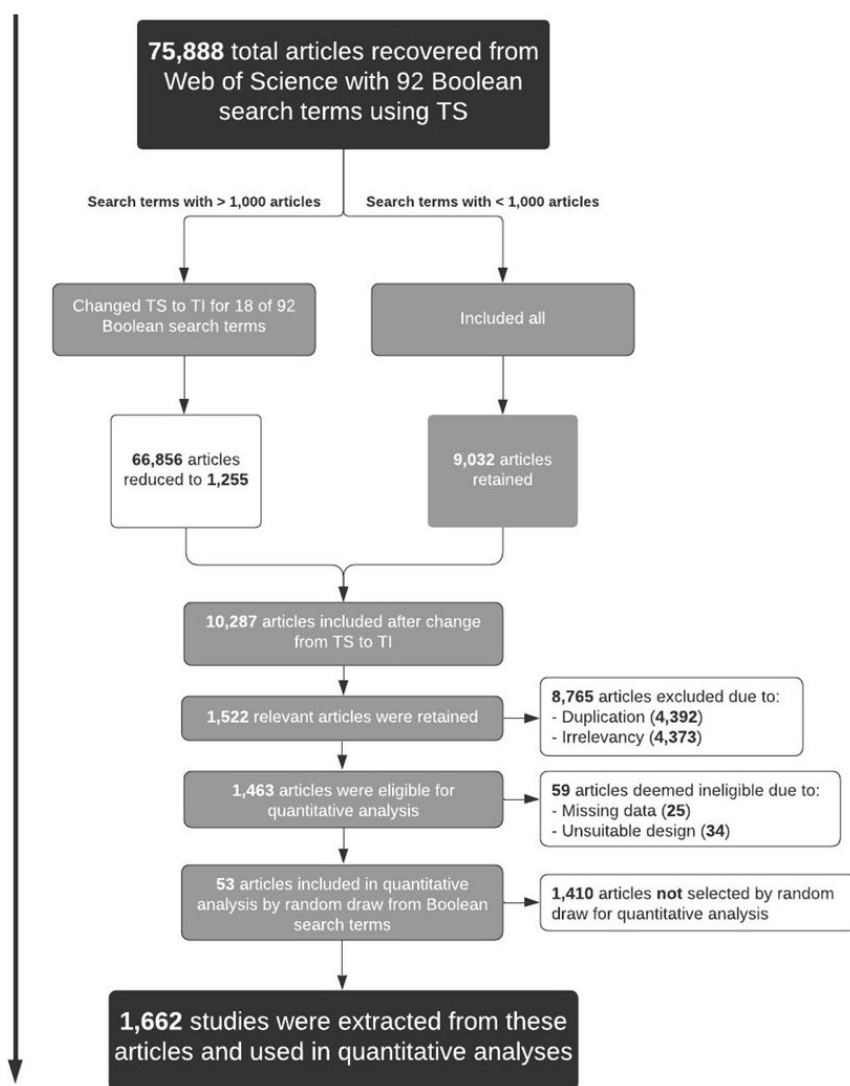 75,888 total articles recovered from
Web of Science with 92 Boolean
search terms using TS
Search terms with > 1,000 articles
Search terms with < 1,000 articles
Changed TS to TI for 18 of 92
Boolean search terms
Included all
66,856 articles
reduced to 1,255
9,032 articles
retained
10,287 articles included after change
from TS to TI
1,522 relevant articles were retained
8,765 articles excluded due to:
- Duplication (4,392)
- Irrelevancy (4,373)
1,463 articles were eligible for
quantitative analysis
59 articles deemed ineligible due to:
- Missing data (25)
- Unsuitable design (34)
53 articles included in quantitative
analysis by random draw from Boolean
search terms
1,410 articles not selected by random
draw for quantitative analysis
1,662 studies were extracted from these
articles and used in quantitative analyses